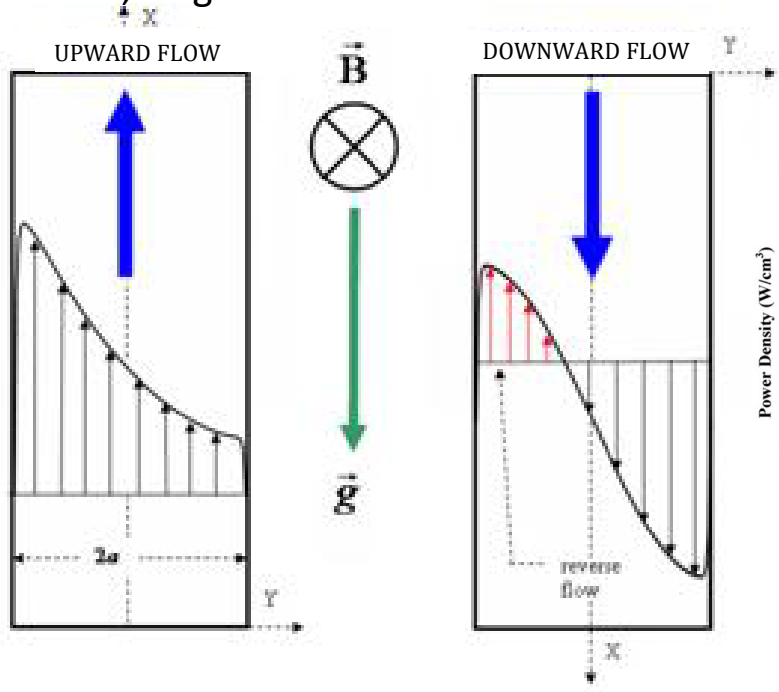 X
UPWARD FLOW
B
DOWNWARD FLOW
Y
g
2a
Y
reverse
flow
X
Power Density (W/cm³)